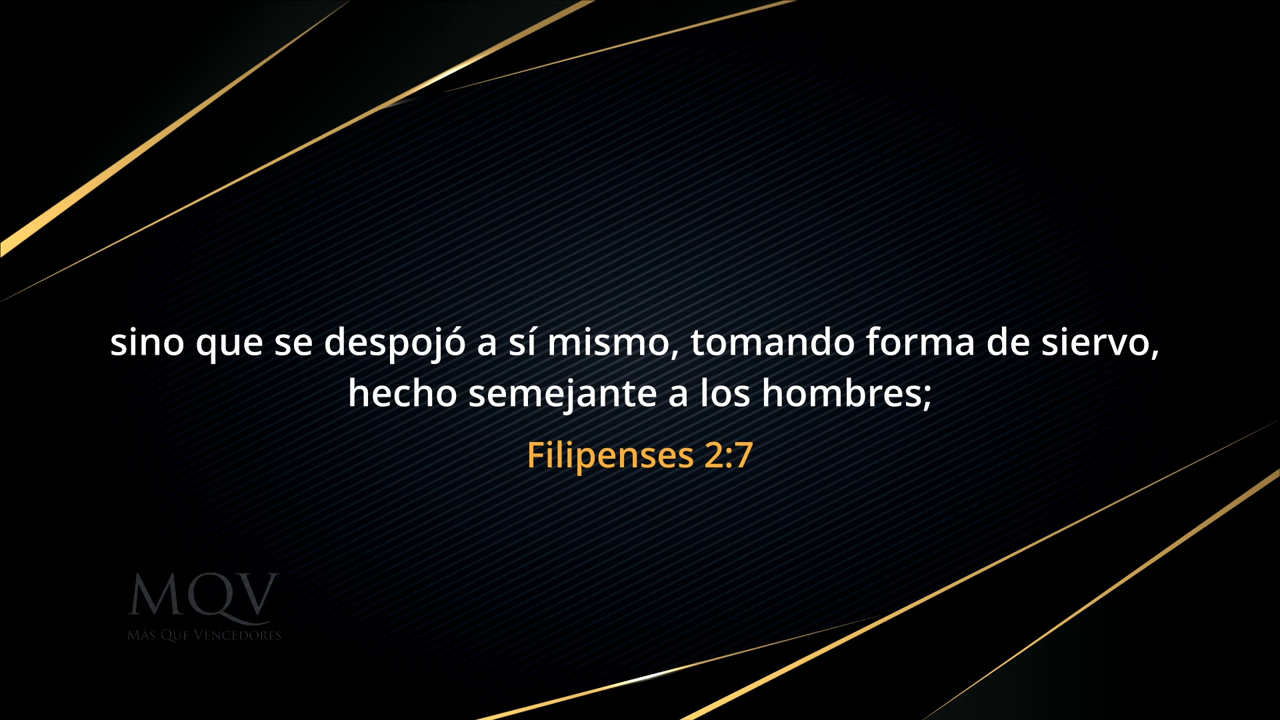 sino que se despojó a sí mismo, tomando forma de siervo,
hecho semejante a los hombres;
Filipenses 2:7
MQV
MÁS QUE VENCEDORES